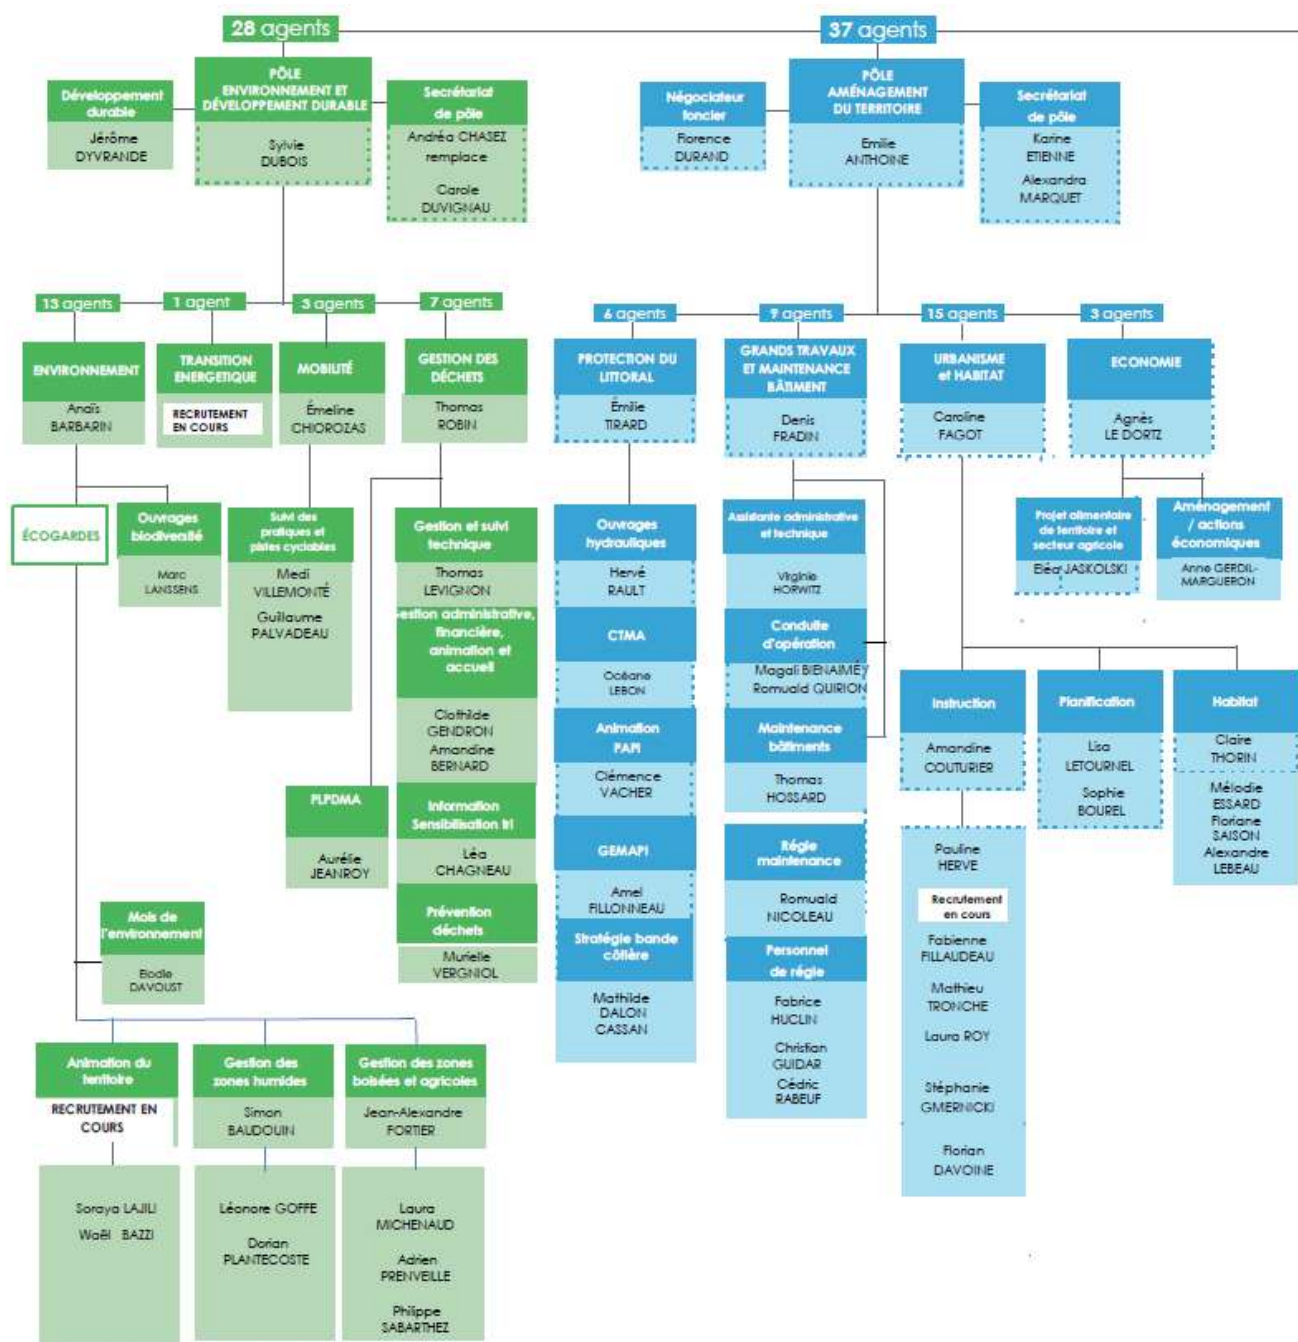 28 agents
PÔLE
ENVIRONNEMENT ET
DÉVELOPPEMENT DURABLE
Sylvie
DUBOIS
Développement
durable
Jérôme
DYVRANDE
Secrétariat
de pôle
Andréa CHASEZ
remplace
Carole
DUVIGNAU
37 agents
PÔLE
AMÉNAGEMENT
DU TERRITOIRE
Emilie
ANTHOINE
Négociateur
foncier
Florence
DURAND
Secrétariat
de pôle
Karine
ETIENNE
Alexandra
MARQUET
13 agents
ENVIRONNEMENT
Anaïs
BARBARIN
1 agent
TRANSITION
ENERGETIQUE
RECRUTEMENT
EN COURS
3 agents
MOBILITÉ
Émeline
CHIOROZAS
7 agents
GESTION DES
DÉCHETS
Thomas
ROBIN
6 agents
PROTECTION DU
LITTORAL
Émilie
TIRARD
9 agents
GRANDS TRAVAUX
ET MAINTENANCE
BÂTIMENT
Denis
FRADIN
15 agents
URBANISME
et HABITAT
Caroline
FAGOT
3 agents
ECONOMIE
Agnès
LE DORTZ
ÉCOGARDES
Ouvrages
biodiversité
Marc
LANSSENS
Suivi des
pratiques et
pistes cyclables
Medi
VILLEMONTÉ
Guillaume
PALVADEAU
Gestion et suivi
technique
Thomas
LEVIGNON
Gestion administrative,
financière,
animation et
accueil
Clothilde
GENDRON
Amandine
BERNARD
PLPDMA
Aurélie
JEANROY
Information
Sensibilisation tri
Léa
CHAGNEAU
Prévention
déchets
Murielle
VERGNIOL
Mois de
l'environnement
Elodie
DAVOUST
Animation du
territoire
RECRUTEMENT EN
COURS
Soraya LAJILI
Waêl BAZZI
Gestion des
zones humides
Simon
BAUDOUIN
Léonore GOFFE
Dorian
PLANTECOSTE
Gestion des zones
boisées et agricoles
Jean-Alexandre
FORTIER
Laura
MICHENAUD
Adrien
PRENVEILLE
Philippe
SABARTHEZ
Ouvrages
hydrauliques
Hervé
RAULT
CTMA
Océane
LEBON
Animation
PAPI
Clémence
VACHER
GEMAPI
Amel
FILLONNEAU
Stratégie bande
côtière
Mathilde
DALON
CASSAN
Assistante administrative
et technique
Virginie
HORWITZ
Conduite
d'opération
Magali BIENAIMÉY
Romuald QUIRION
Maintenance
bâtiments
Thomas
HOSSARD
Régie
maintenance
Romuald
NICOLEAU
Personnel
de régie
Fabrice
HUCLIN
Christian
GUIDAR
Cédric
RABEUF
Projet alimentaire
de territoire et
secteur agricole
Eléa JASKOLSKI
Aménagement
/ actions
économiques
Anne GERDIL-
MARGUERON
Instruction
Amandine
COUTURIER
Pauline
HERVE
Recrutement
en cours
Fabienne
FILLAUDEAU
Mathieu
TRONCHE
Laura ROY
Stéphanie
GMERNICKI
Florian
DAVOINE
Planification
Lisa
LETOURNEL
Sophie
BOUREL
Habitat
Claire
THORIN
Mélodie
ESSARD
Floriane
SAISON
Alexandre
LEBEAU